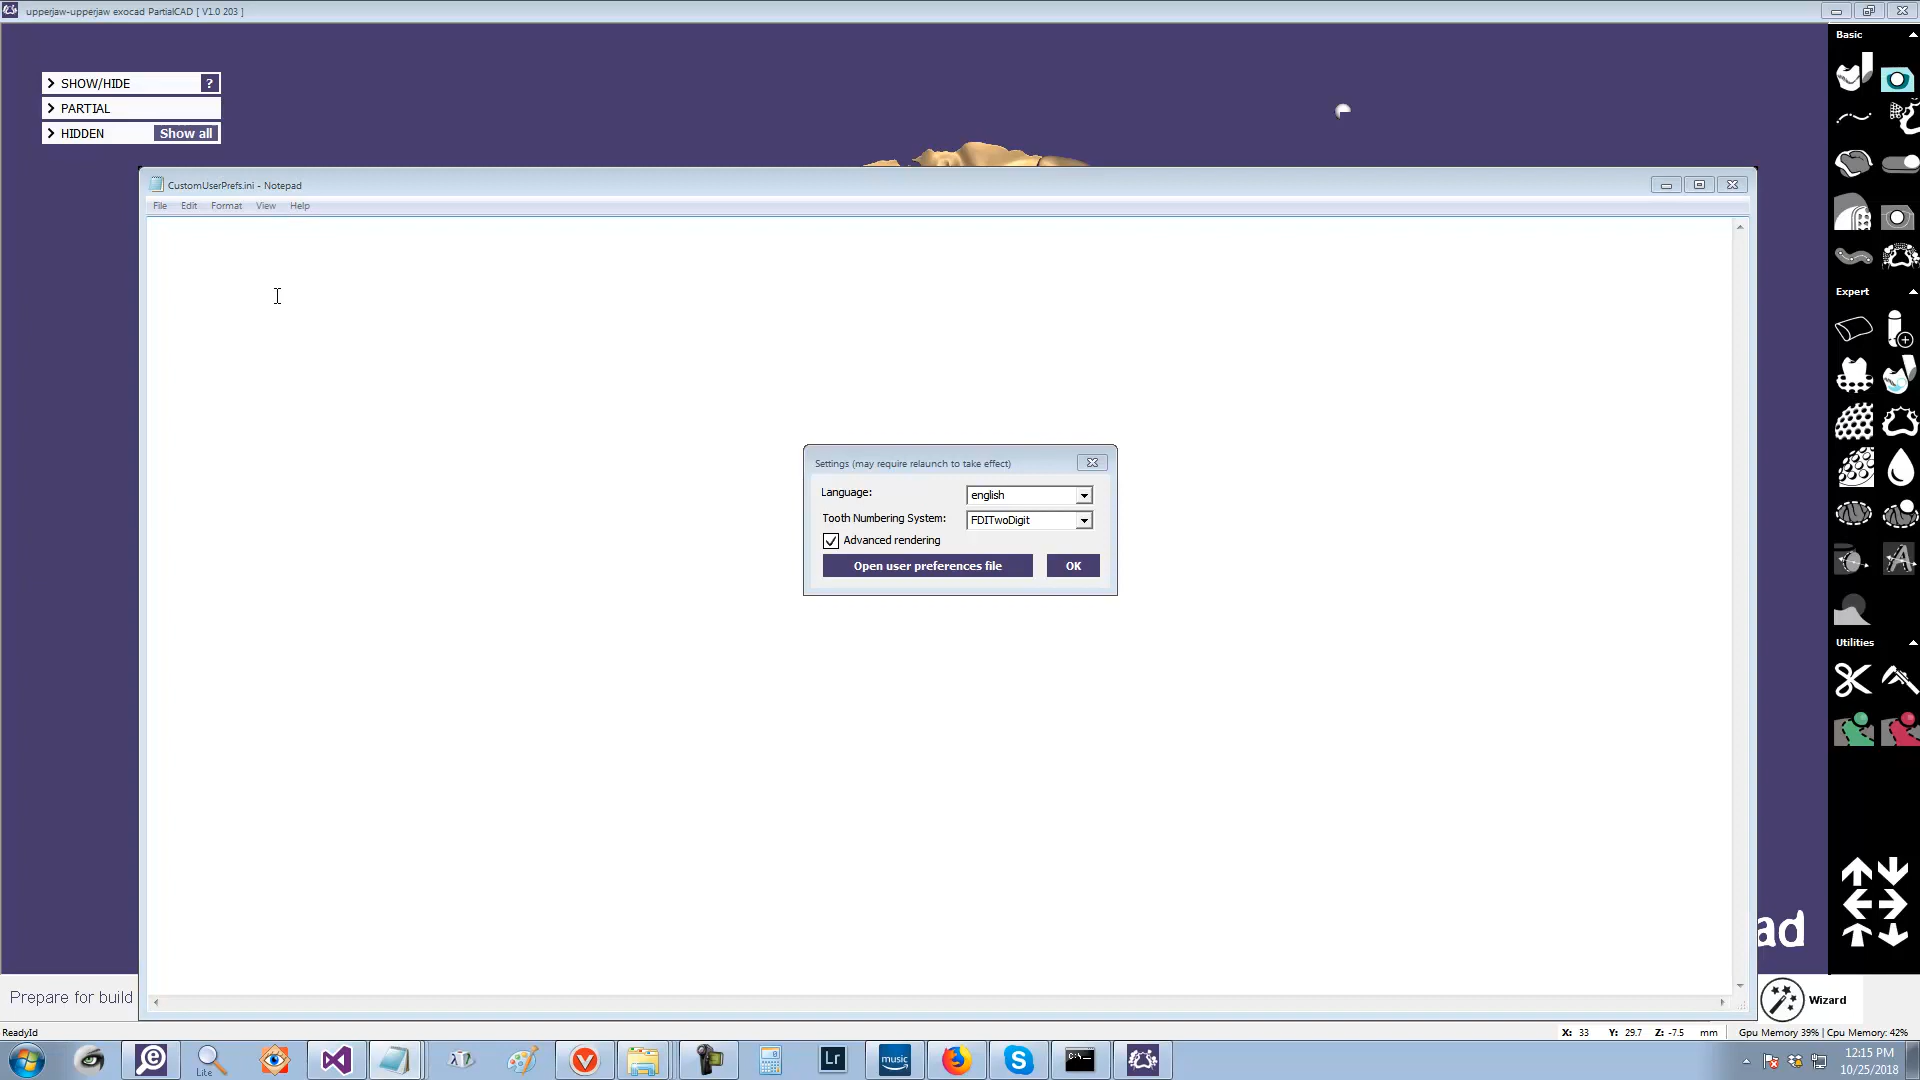 upperjaw-upperjaw exocad PartialCAD [ V1.0 203 ]
SHOW/HIDE ?
PARTIAL
HIDDEN Show all
CustomUserPrefs.ini - Notepad
File Edit Format View Help
Settings (may require relaunch to take effect)
Language: english
Tooth Numbering System: FDITwoDigit
Advanced rendering
Open user preferences file OK
Basic
Expert
Utilities
ad
Prepare for build
Wizard
ReadyId
X: 33 Y: 29.7 Z: -7.5 mm Gpu Memory 39% | Cpu Memory: 42%
Lite
Lr
music
C:\_
12:15 PM
10/25/2018